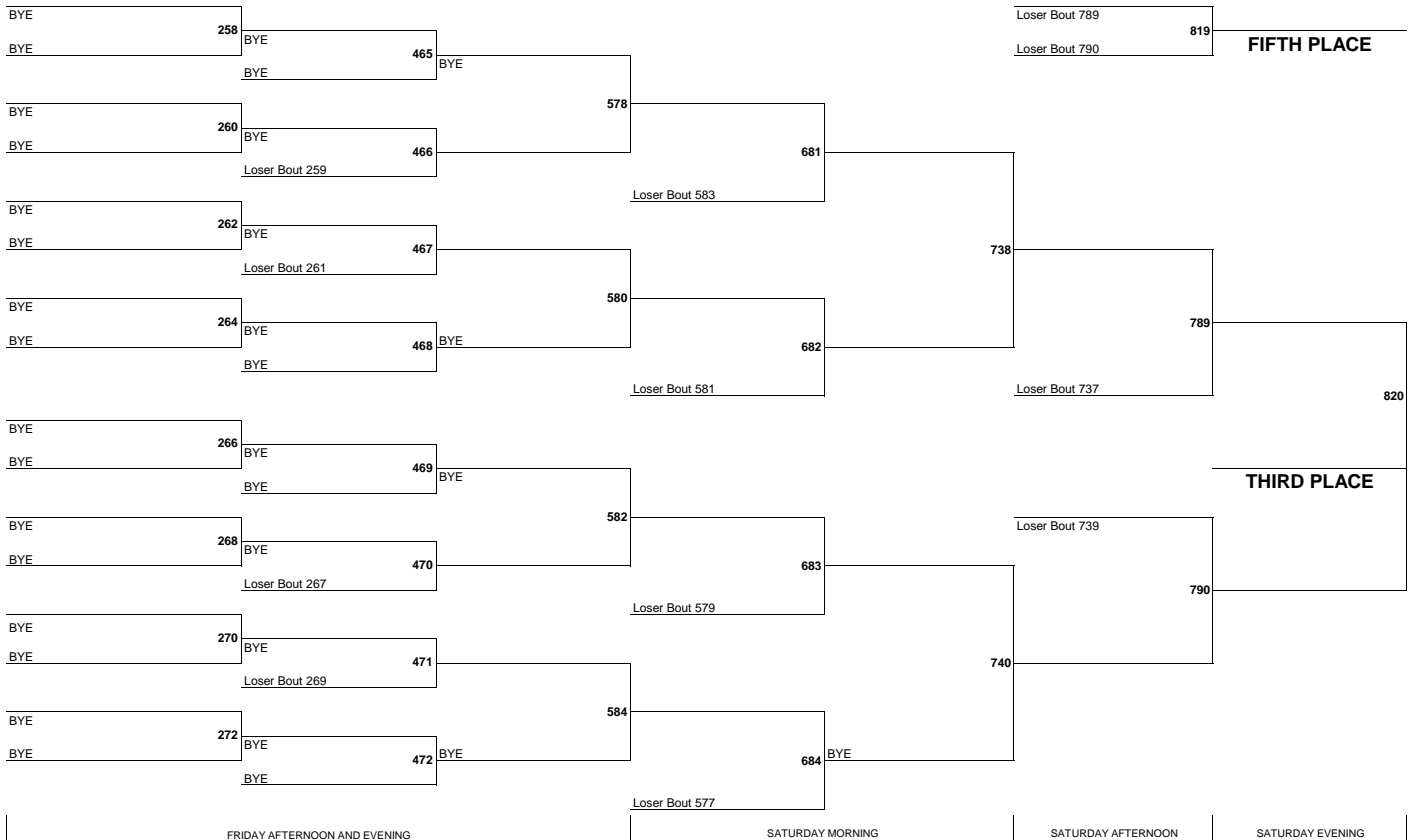 BYE
258
BYE
BYE
465
BYE
BYE
BYE
260
BYE
BYE
466
Loser Bout 259
578
BYE
262
BYE
BYE
467
Loser Bout 261
BYE
264
BYE
BYE
468
BYE
BYE
580
Loser Bout 583
681
Loser Bout 581
682
738
BYE
266
BYE
BYE
469
BYE
BYE
BYE
268
BYE
BYE
470
Loser Bout 267
582
BYE
270
BYE
BYE
471
Loser Bout 269
BYE
272
BYE
BYE
472
BYE
BYE
584
Loser Bout 579
683
Loser Bout 577
684
BYE
740
Loser Bout 789
819
Loser Bout 790
FIFTH PLACE
789
Loser Bout 737
820
THIRD PLACE
Loser Bout 739
790
FRIDAY AFTERNOON AND EVENING
SATURDAY MORNING
SATURDAY AFTERNOON
SATURDAY EVENING